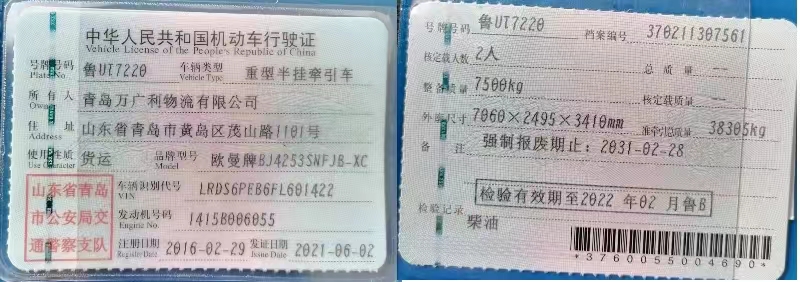 中华人民共和国机动车行驶证
Vehicle License of the People's Republic of China
号牌号码 鲁UT7220 车辆类型 重型半挂牵引车
Plate No. Vehicle Type
所有人 青岛万广利物流有限公司
Owner
住址 山东省青岛市黄岛区茂山路1101号
Address
使用性质 货运 品牌型号 欧曼牌BJ4253SNFJB-XC
Use Character Model
山东省青岛
市公安局交
通警察支队
车辆识别代号 LRDS6PEB6FL601422
VIN
发动机号码 1415B006055
Engine No.
注册日期 2016-02-29 发证日期 2021-06-02
Register Date Issue Date
号牌号码 鲁UT7220 档案编号 370211307561
核定载人数 2人 总质量 --
整备质量 7500kg 核定载质量 --
外廓尺寸 7060×2495×3410mm 准牵引总质量 38305kg
备注 强制报废期止：2031-02-28
检验有效期至2022年02月鲁B
检验记录
柴油
*3760055004690*